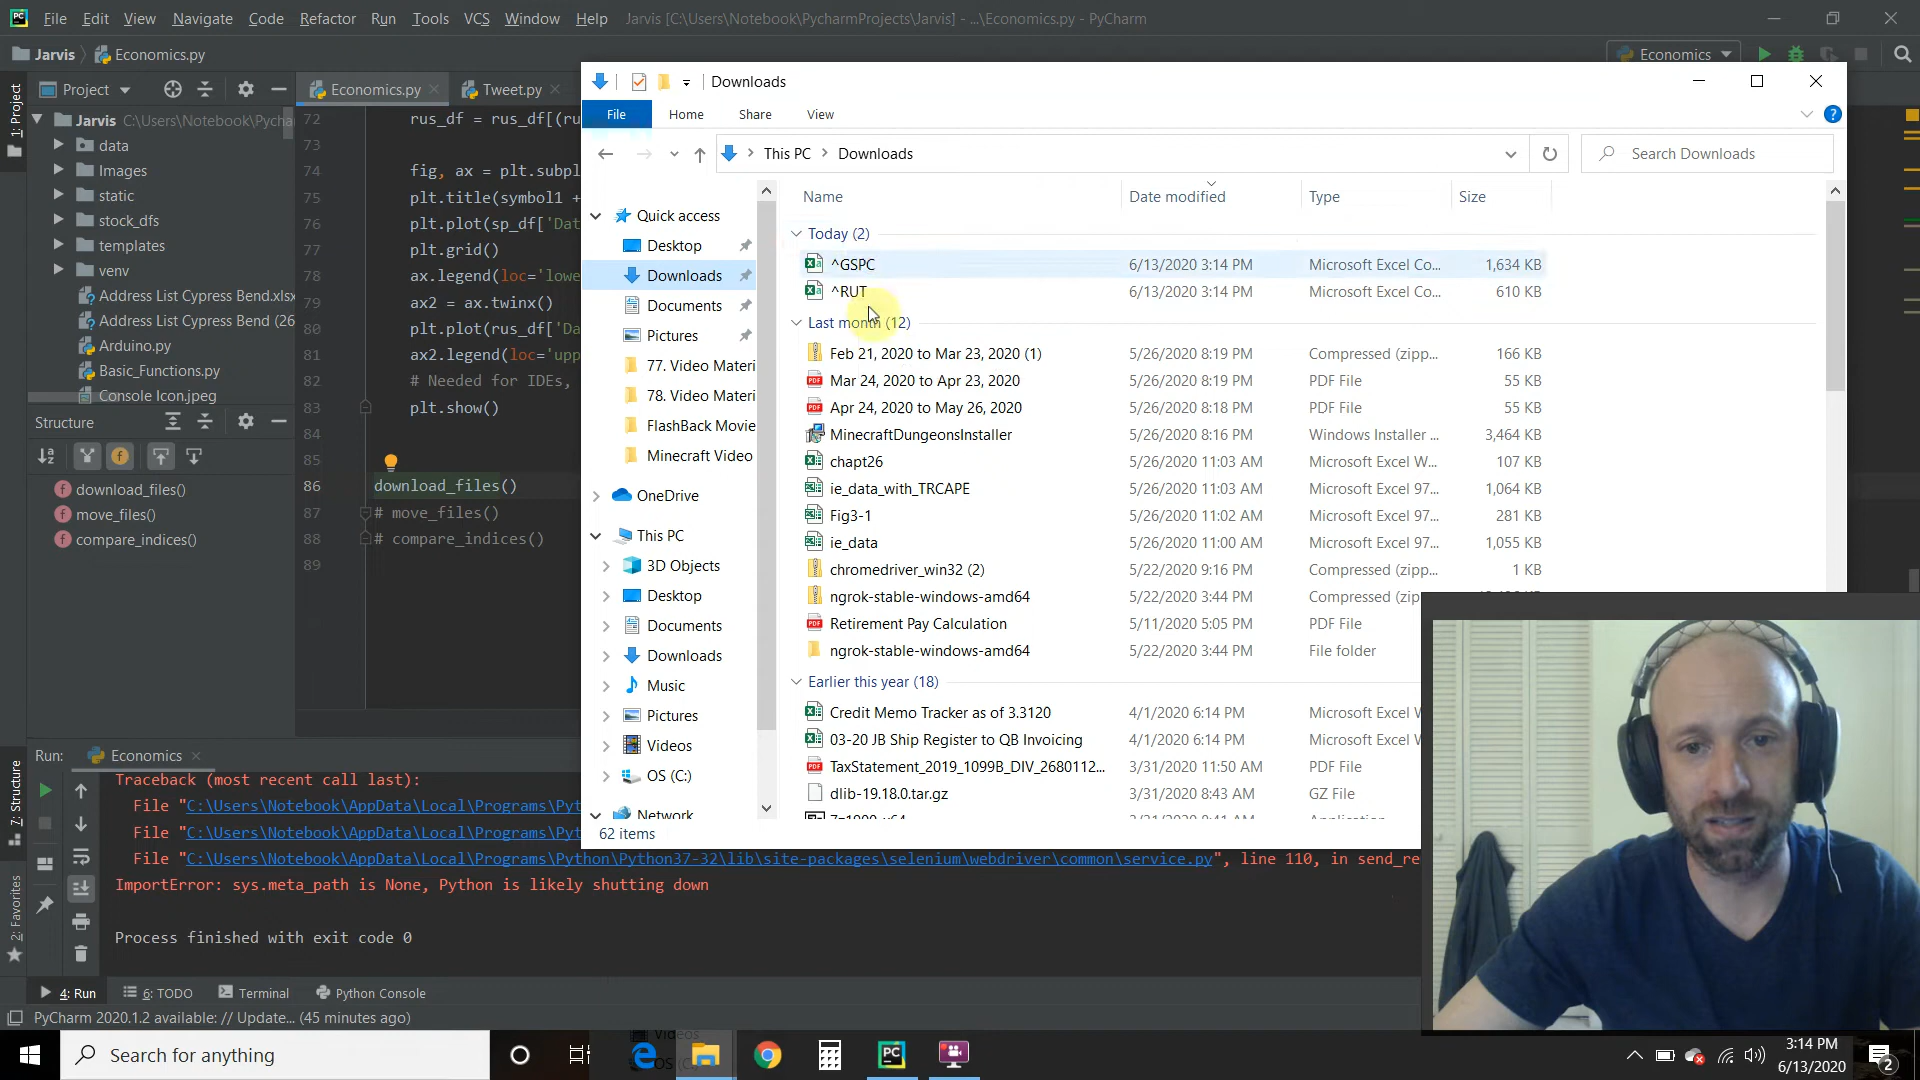 File Edit View Navigate Code Refactor Run Tools VCS Window Help Jarvis [C:\Users\Notebook\PycharmProjects\Jarvis] - ...\Economics.py - PyCharm
Jarvis Economics.py
Economics
1: Project
Project
Economics.py
Tweet.py
Jarvis C:\Users\Notebook\Pycha
data
Images
static
stock_dfs
templates
venv
Address List Cypress Bend.xlsx
Address List Cypress Bend (26
Arduino.py
Basic_Functions.py
Console Icon.jpeg
Structure
download_files()
move_files()
compare_indices()
72 rus_df = rus_df[(rus
73
74 fig, ax = plt.subpl
75 plt.title(symbol1 +
76 plt.plot(sp_df['Dat
77 plt.grid()
78 ax.legend(loc='lowe
79 ax2 = ax.twinx()
80 plt.plot(rus_df['Da
81 ax2.legend(loc='upp
82 # Needed for IDEs,
83 plt.show()
84
85
86 download_files()
87 # move_files()
88 # compare_indices()
89
Downloads
File Home Share View
This PC Downloads
Search Downloads
Quick access
Desktop
Downloads
Documents
Pictures
77. Video Materi
78. Video Materi
FlashBack Movie
Minecraft Video
OneDrive
This PC
3D Objects
Desktop
Documents
Downloads
Music
Pictures
Videos
OS (C:)
Network
62 items
Name Date modified Type Size
Today (2)
^GSPC 6/13/2020 3:14 PM Microsoft Excel Co... 1,634 KB
^RUT 6/13/2020 3:14 PM Microsoft Excel Co... 610 KB
Last month (12)
Feb 21, 2020 to Mar 23, 2020 (1) 5/26/2020 8:19 PM Compressed (zipp... 166 KB
Mar 24, 2020 to Apr 23, 2020 5/26/2020 8:19 PM PDF File 55 KB
Apr 24, 2020 to May 26, 2020 5/26/2020 8:18 PM PDF File 55 KB
MinecraftDungeonsInstaller 5/26/2020 8:16 PM Windows Installer ... 3,464 KB
chapt26 5/26/2020 11:03 AM Microsoft Excel W... 107 KB
ie_data_with_TRCAPE 5/26/2020 11:03 AM Microsoft Excel 97... 1,064 KB
Fig3-1 5/26/2020 11:02 AM Microsoft Excel 97... 281 KB
ie_data 5/26/2020 11:00 AM Microsoft Excel 97... 1,055 KB
chromedriver_win32 (2) 5/22/2020 9:16 PM Compressed (zipp... 1 KB
ngrok-stable-windows-amd64 5/22/2020 3:44 PM Compressed (zip
Retirement Pay Calculation 5/11/2020 5:05 PM PDF File
ngrok-stable-windows-amd64 5/22/2020 3:44 PM File folder
Earlier this year (18)
Credit Memo Tracker as of 3.3120 4/1/2020 6:14 PM Microsoft Excel W
03-20 JB Ship Register to QB Invoicing 4/1/2020 6:14 PM Microsoft Excel W
TaxStatement_2019_1099B_DIV_2680112... 3/31/2020 11:50 AM PDF File
dlib-19.18.0.tar.gz 3/31/2020 8:43 AM GZ File
Run: Economics
7: Structure
2: Favorites
Traceback (most recent call last):
File "C:\Users\Notebook\AppData\Local\Programs\Pyt
File "C:\Users\Notebook\AppData\Local\Programs\Pyt
File "C:\Users\Notebook\AppData\Local\Programs\Python\Python37-32\lib\site-packages\selenium\webdriver\common\service.py", line 110, in send_re
ImportError: sys.meta_path is None, Python is likely shutting down
Process finished with exit code 0
4: Run 6: TODO Terminal Python Console
PyCharm 2020.1.2 available: // Update... (45 minutes ago)
Search for anything
3:14 PM
6/13/2020
2